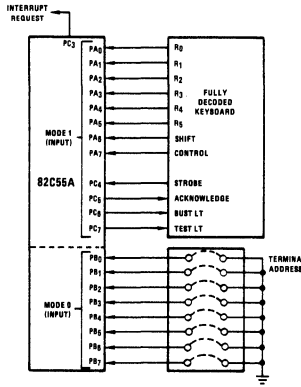 INTERRUPT
REQUEST
PC3
PA0 R0
PA1 R1
PA2 R2
PA3 R3
PA4 R4
PA5 R5
PA6 SHIFT
PA7 CONTROL
FULLY
DECODED
KEYBOARD
MODE 1
(INPUT)
82C55A
PC4 STROBE
PC5 ACKNOWLEDGE
PC6 BUST LT
PC7 TEST LT
MODE 0
(INPUT)
PB0
PB1
PB2
PB3
PB4
PB5
PB6
PB7
TERMINA
ADDRESS